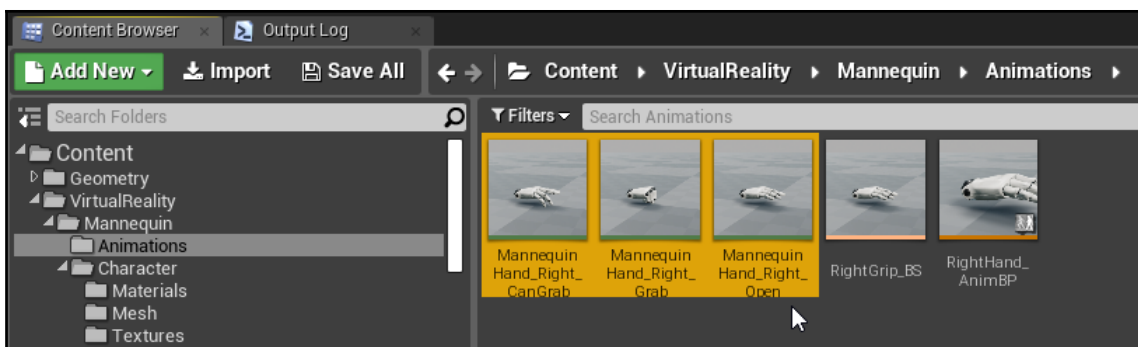 Content Browser
Output Log
Add New
Import
Save All
Content
VirtualReality
Mannequin
Animations
Search Folders
Filters
Search Animations
Content
Geometry
VirtualReality
Mannequin
Animations
Character
Materials
Mesh
Textures
Mannequin
Hand_Right_
CanGrab
Mannequin
Hand_Right_
Grab
Mannequin
Hand_Right_
Open
RightGrip_BS
RightHand_
AnimBP